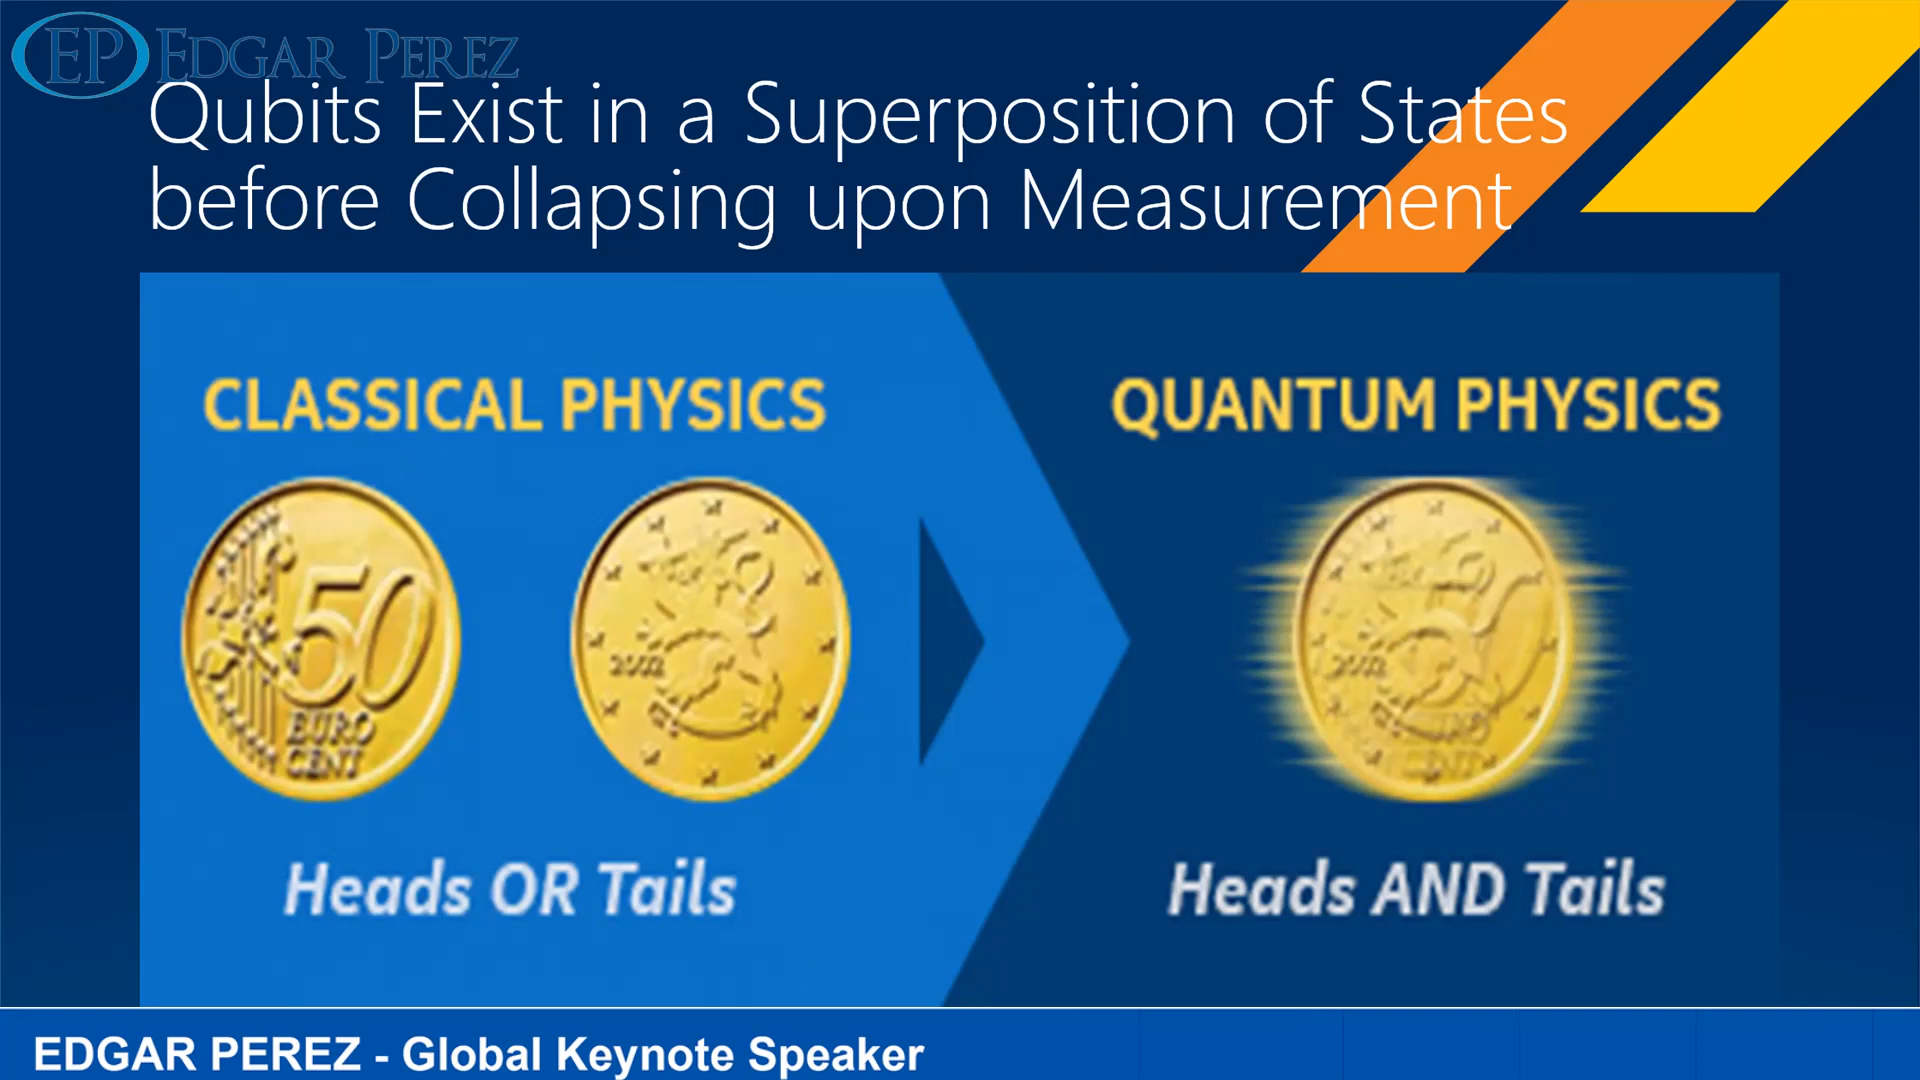 EP EDGAR PEREZ
Qubits Exist in a Superposition of States
before Collapsing upon Measurement
CLASSICAL PHYSICS
QUANTUM PHYSICS
50
EURO
CENT
2002
2002
Heads OR Tails
Heads AND Tails
EDGAR PEREZ - Global Keynote Speaker